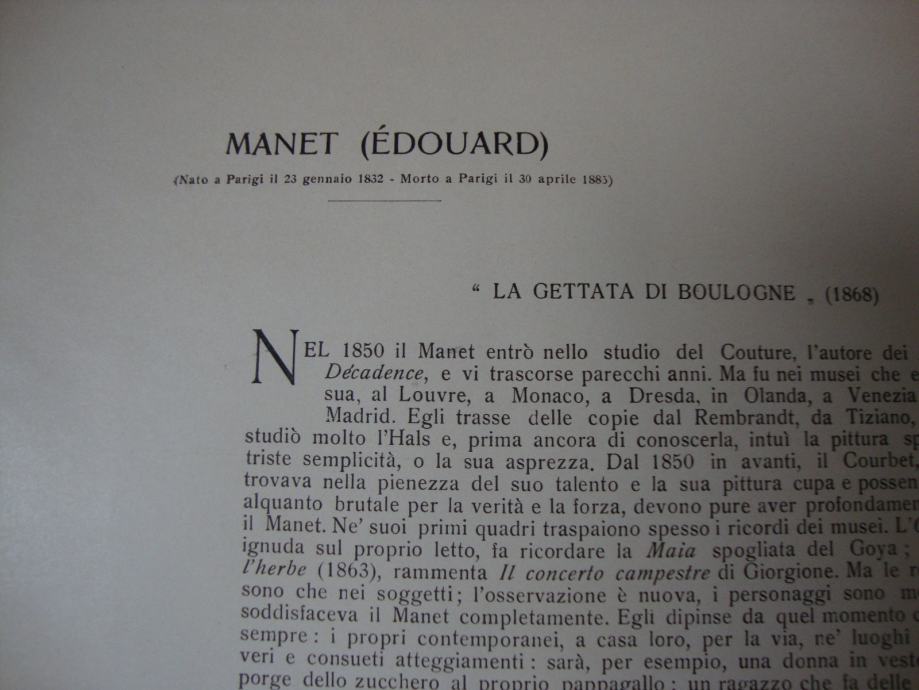 MANET (ÉDOUARD)
(Nato a Parigi il 23 gennaio 1832 - Morto a Parigi il 30 aprile 1883)
“ LA GETTATA DI BOULOGNE „ (1868)
NEL 1850 il Manet entrò nello studio del Couture, l'autore dei
Décadence, e vi trascorse parecchi anni. Ma fu nei musei che
sua, al Louvre, a Monaco, a Dresda, in Olanda, a Venezia
Madrid. Egli trasse delle copie dal Rembrandt, da Tiziano,
studiò molto l'Hals e, prima ancora di conoscerla, intuì la pittura
triste semplicità, o la sua asprezza. Dal 1850 in avanti, il Courbet,
trovava nella pienezza del suo talento e la sua pittura cupa e
alquanto brutale per la verità e la forza, devono pure aver
il Manet. Ne' suoi primi quadri traspaiono spesso i ricordi dei musei.
ignuda sul proprio letto, fa ricordare la Maia spogliata del Goya ;
l'herbe (1863), rammenta Il concerto campestre di Giorgione. Ma le
sono che nei soggetti ; l'osservazione è nuova, i personaggi sono
soddisfaceva il Manet completamente. Egli dipinse da quel momento
sempre : i propri contemporanei, a casa loro, per la via, ne' luoghi
veri e consueti atteggiamenti : sarà, per esempio, una donna in
porge dello zucchero al proprio pappagallo ; un ragazzo che fa delle